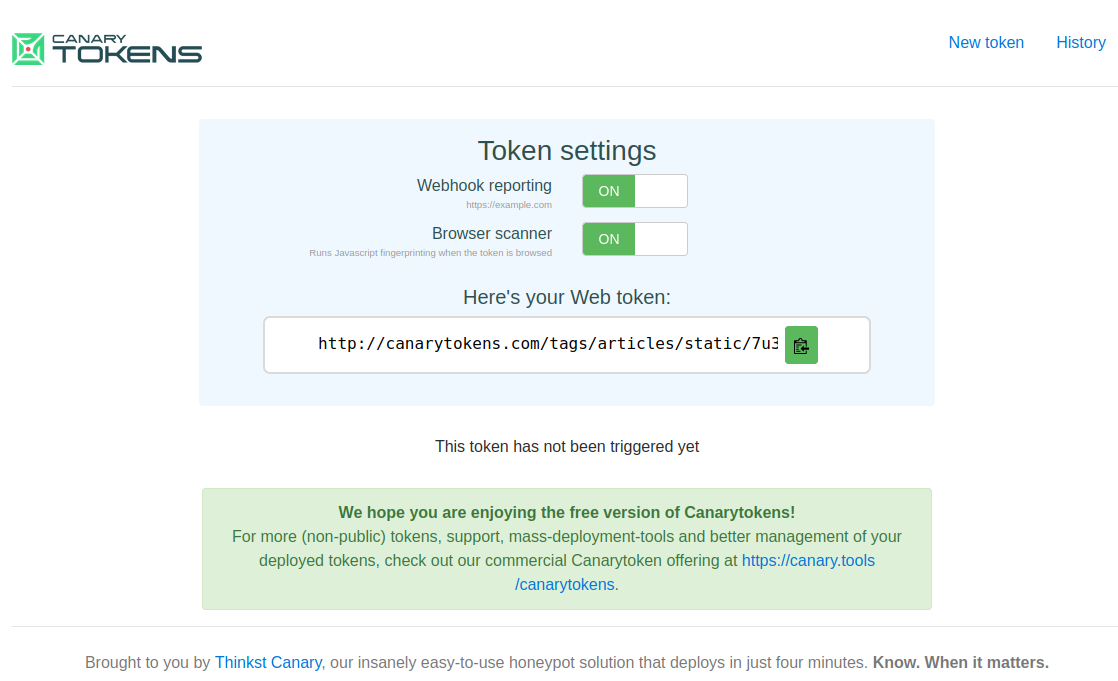 CANARY
TOKENS
New token
History
Token settings
Webhook reporting
ON
https://example.com
Browser scanner
ON
Runs Javascript fingerprinting when the token is browsed
Here's your Web token:
http://canarytokens.com/tags/articles/static/7u3
This token has not been triggered yet
We hope you are enjoying the free version of Canarytokens!
For more (non-public) tokens, support, mass-deployment-tools and better management of your
deployed tokens, check out our commercial Canarytoken offering at https://canary.tools
/canarytokens.
Brought to you by Thinkst Canary, our insanely easy-to-use honeypot solution that deploys in just four minutes. Know. When it matters.